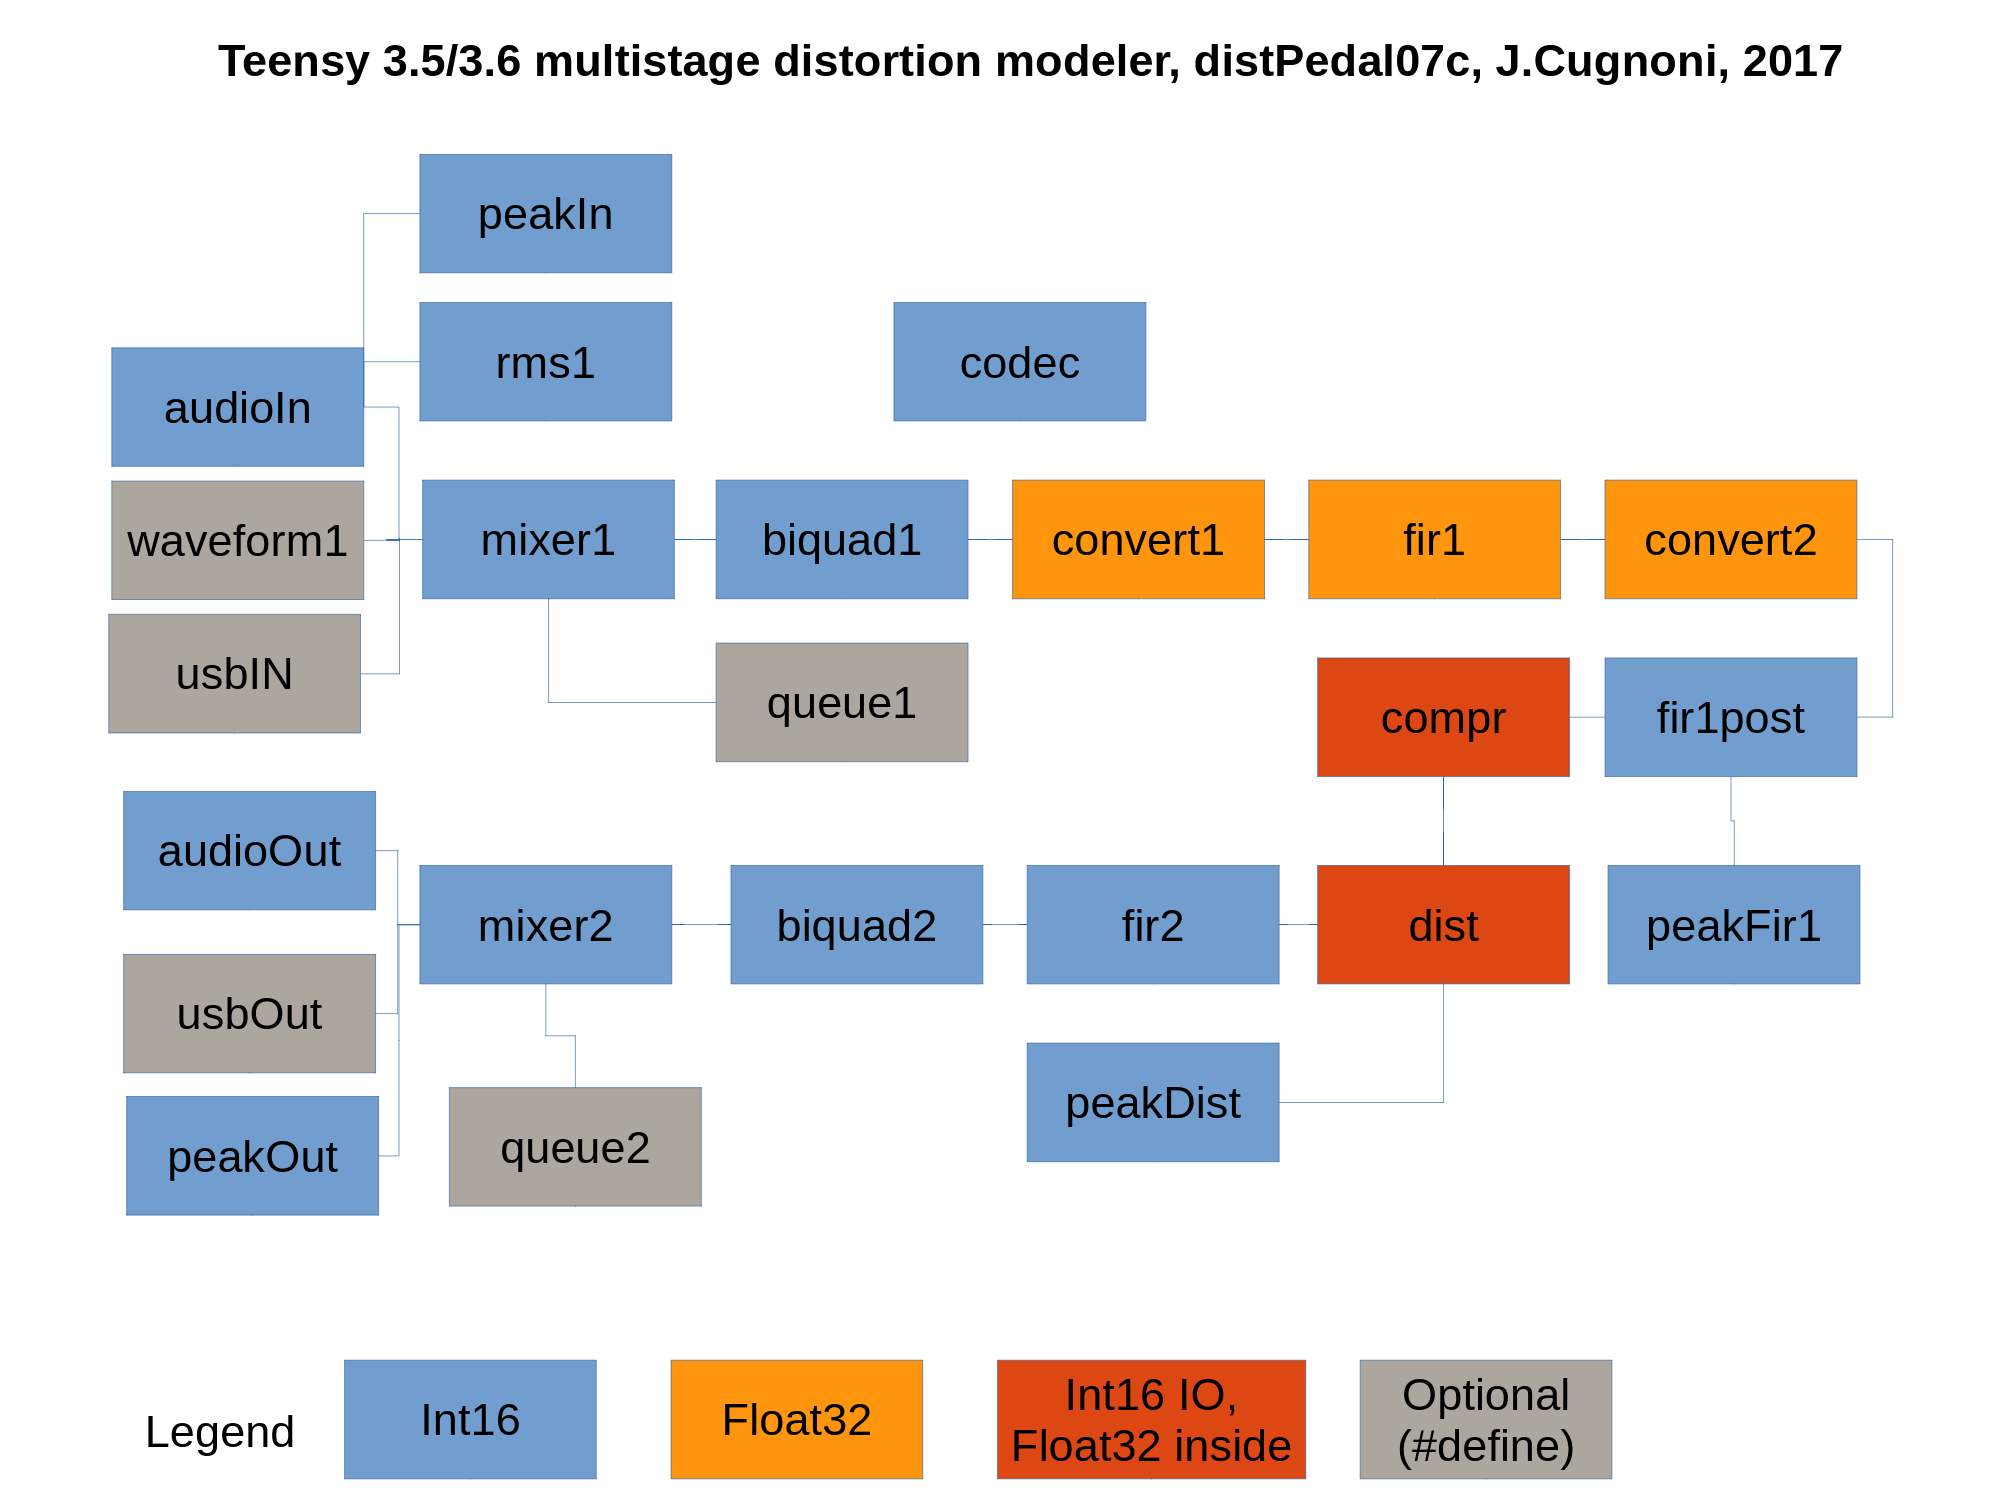 Teensy 3.5/3.6 multistage distortion modeler, distPedal07c, J.Cugnoni, 2017
peakIn
rms1
codec
audioIn
waveform1
mixer1
biquad1
convert1
fir1
convert2
usbIN
queue1
compr
fir1post
audioOut
mixer2
biquad2
fir2
dist
peakFir1
usbOut
peakDist
peakOut
queue2
Legend
Int16
Float32
Int16 IO,
Float32 inside
Optional
(#define)